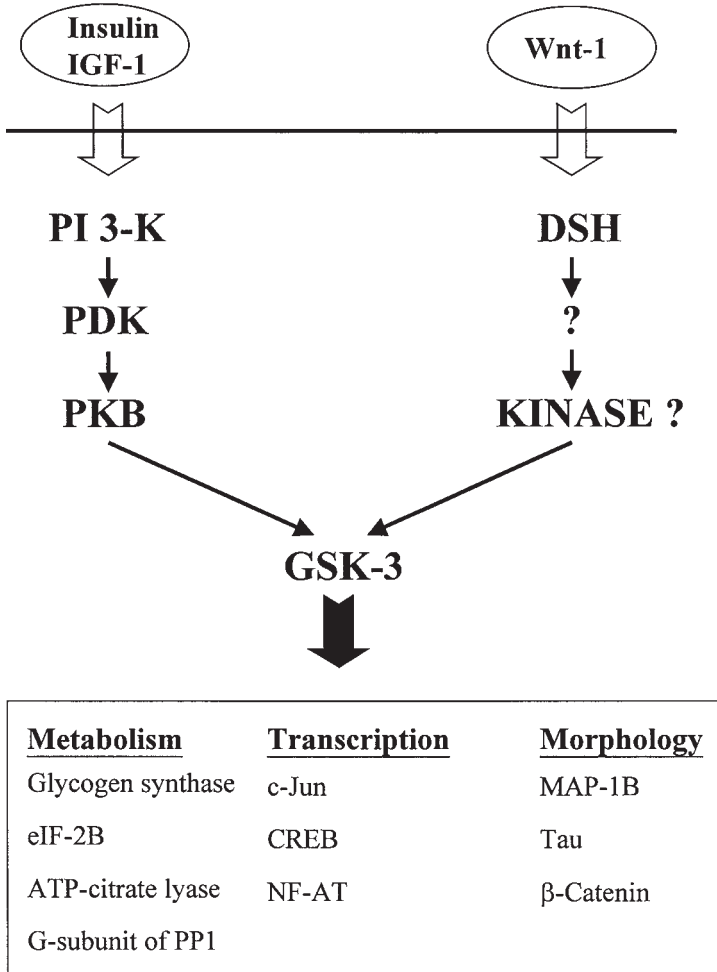 Insulin
IGF-1
Wnt-1
PI 3-K
DSH
PDK
?
PKB
KINASE ?
GSK-3
Metabolism Transcription Morphology
Glycogen synthase c-Jun MAP-1B
eIF-2B CREB Tau
ATP-citrate lyase NF-AT β-Catenin
G-subunit of PP1